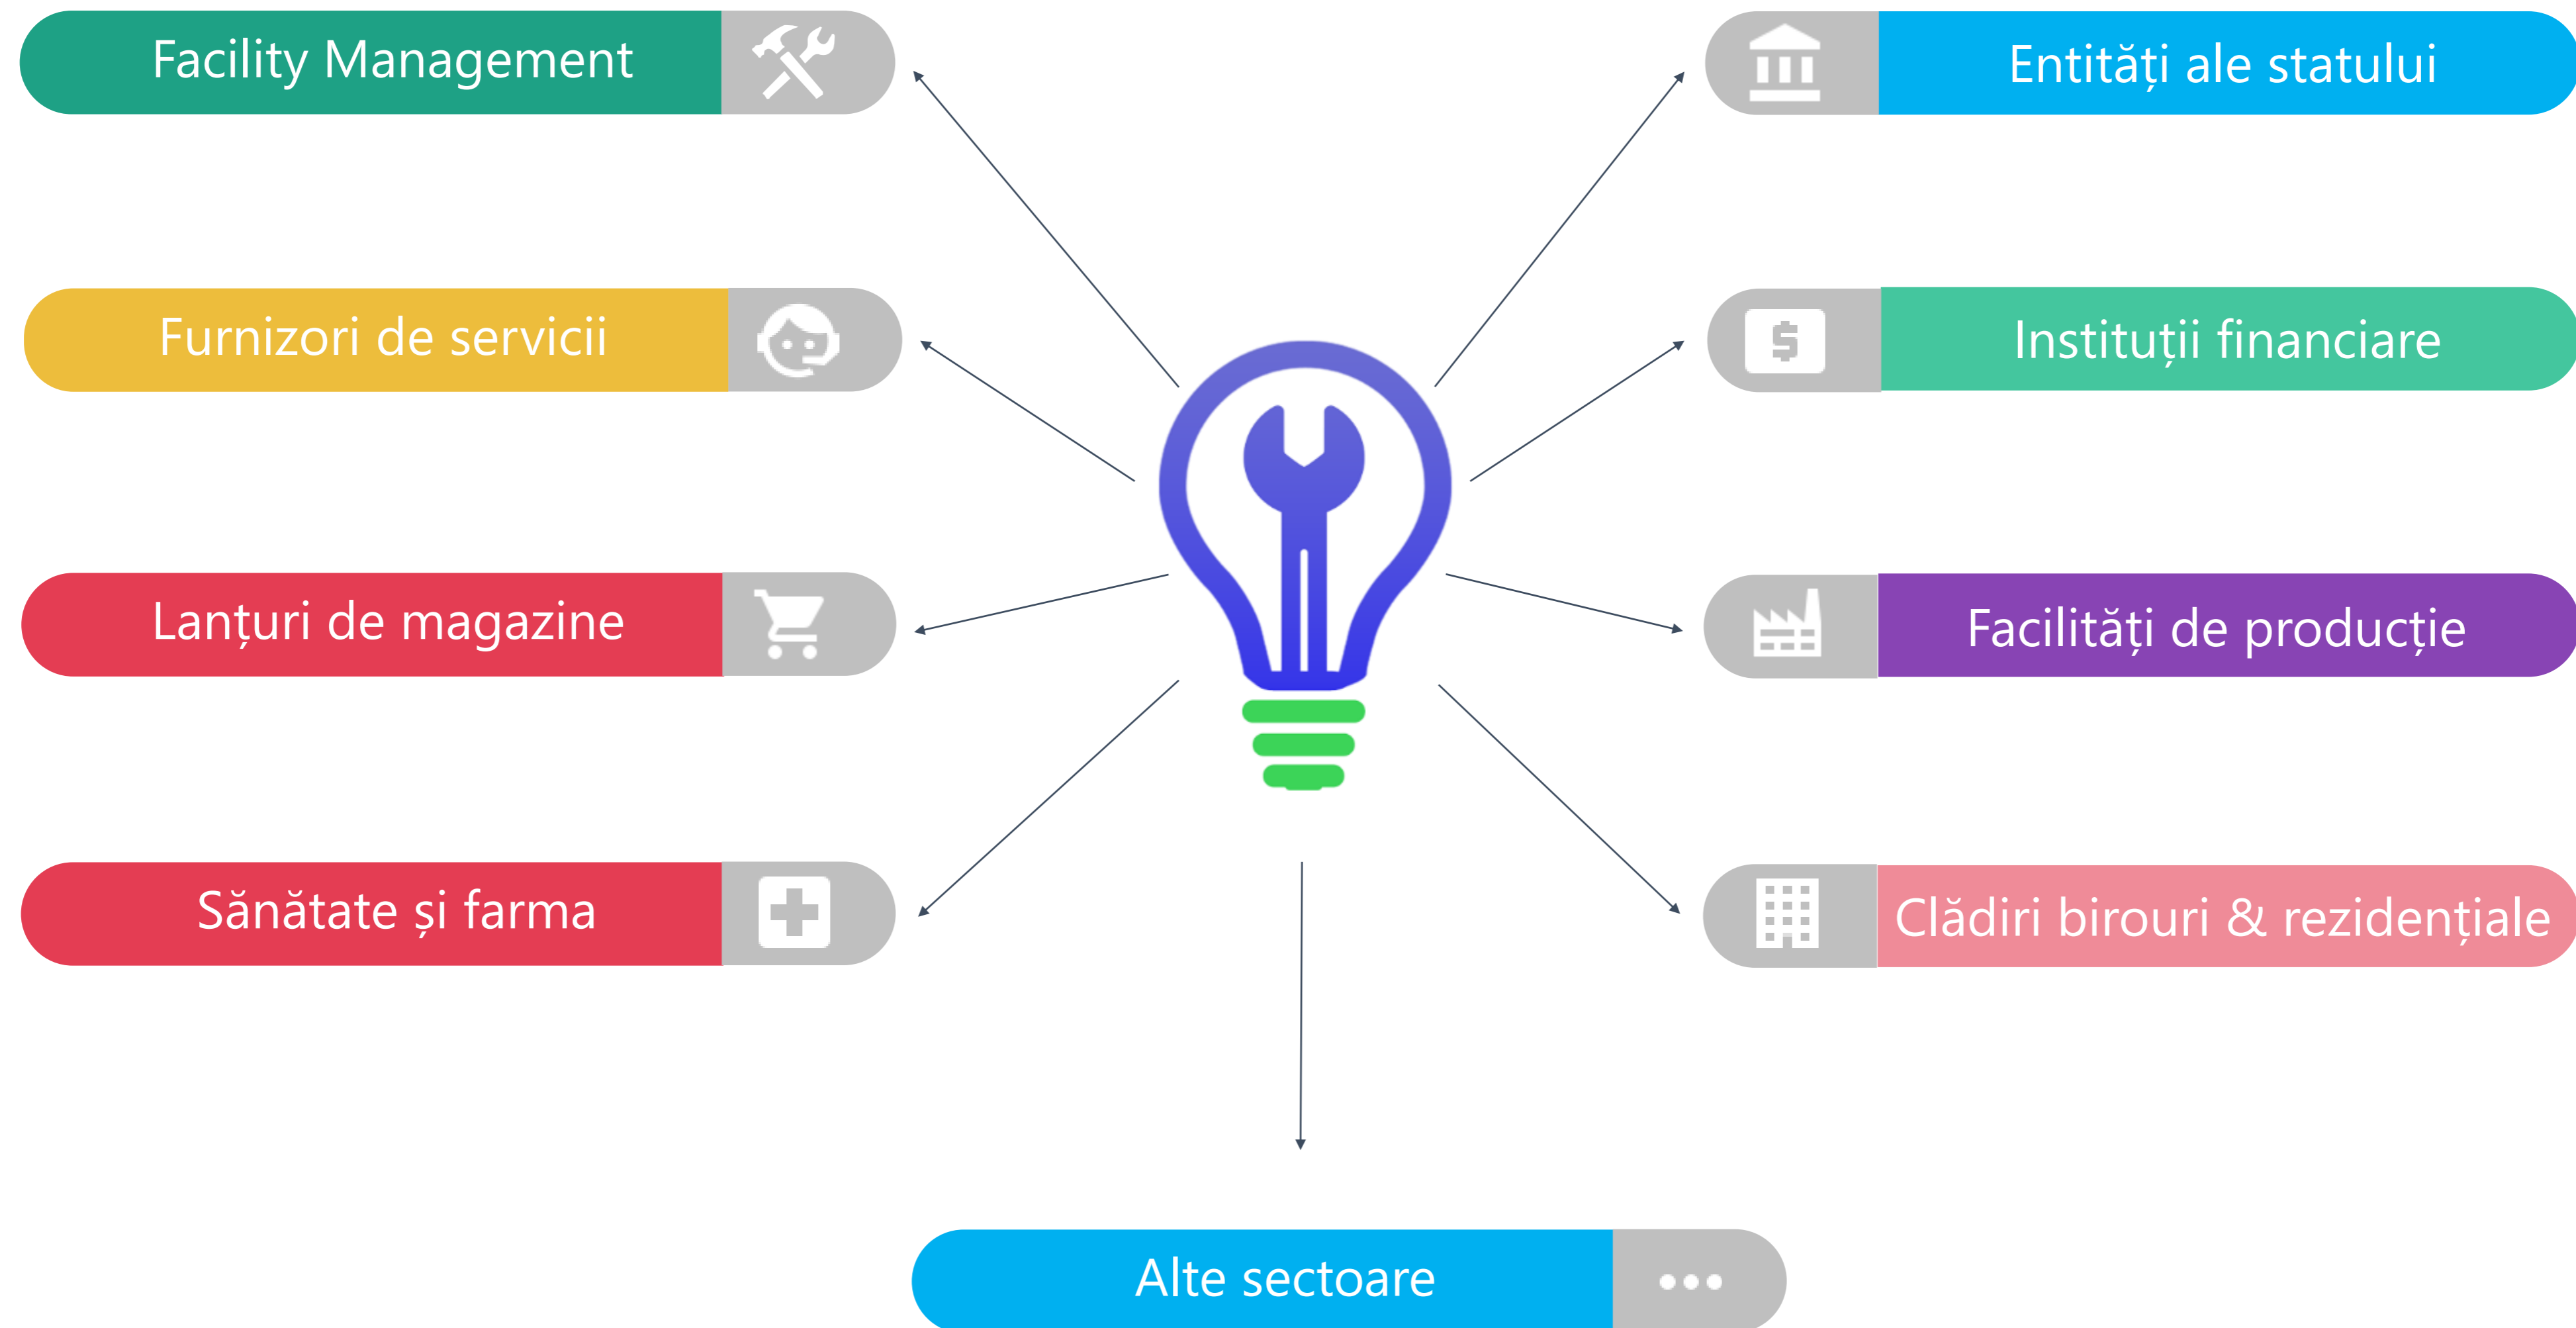 Facility Management
Entități ale statului
Furnizori de servicii
Instituții financiare
Lanțuri de magazine
Facilități de producție
Sănătate și farma
Clădiri birouri & rezidențiale
Alte sectoare